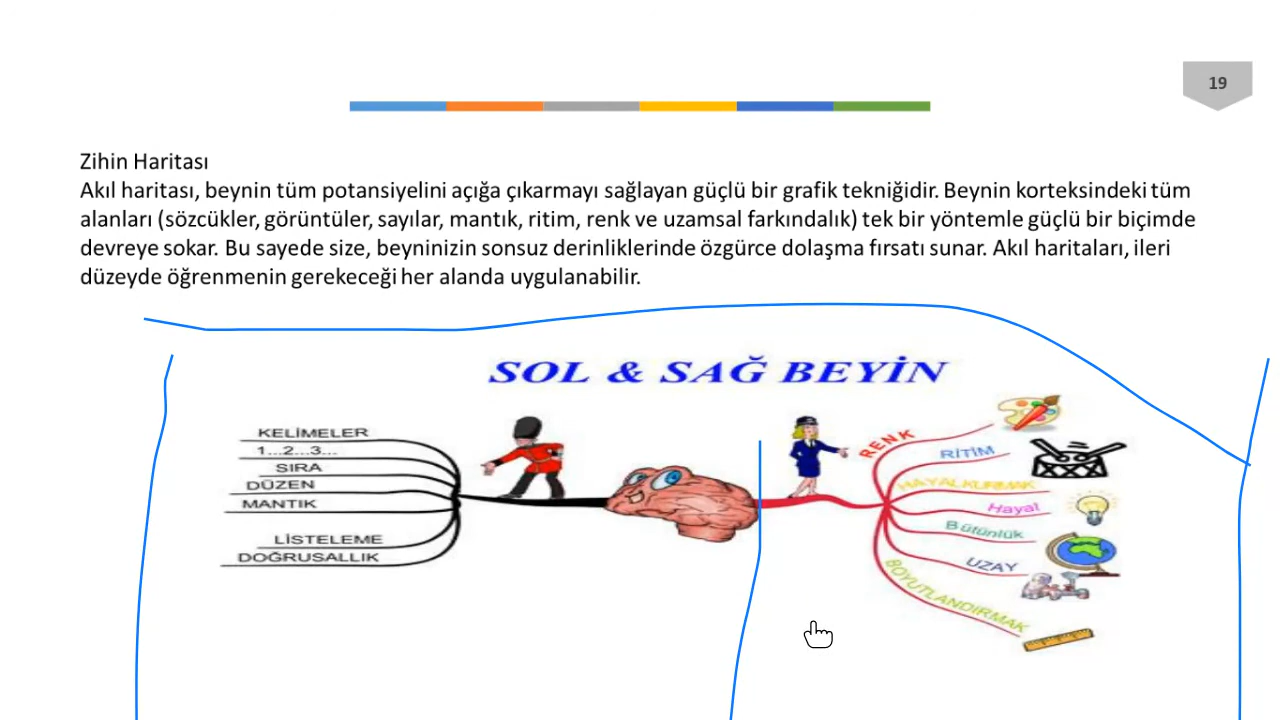 19
Zihin Haritası
Akıl haritası, beynin tüm potansiyelini açığa çıkarmayı sağlayan güçlü bir grafik tekniğidir. Beynin korteksindeki tüm
alanları (sözcükler, görüntüler, sayılar, mantık, ritim, renk ve uzamsal farkındalık) tek bir yöntemle güçlü bir biçimde
devreye sokar. Bu sayede size, beyninizin sonsuz derinliklerinde özgürce dolaşma fırsatı sunar. Akıl haritaları, ileri
düzeyde öğrenmenin gerekeceği her alanda uygulanabilir.
SOL & SAĞ BEYİN
KELİMELER
1...2...3...
SIRA
DÜZEN
MANTIK
LİSTELEME
DOĞRUSALLIK
RENK
RİTİM
HAYALKURMAK
Hayal
Bütünlük
UZAY
BOYUTLANDIRMAK